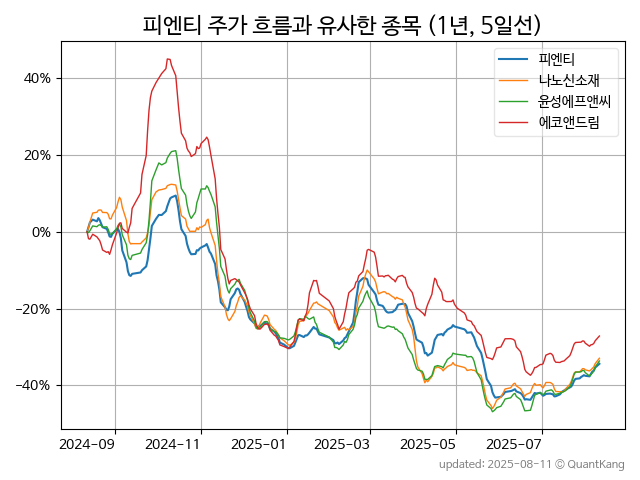 피엔티 주가 흐름과 유사한 종목 (1년, 5일선)
피엔티
나노신소재
윤성에프앤씨
에코앤드림
40%
20%
0%
−20%
−40%
2024-09 2024-11 2025-01 2025-03 2025-05 2025-07
updated: 2025-08-11 © QuantKang